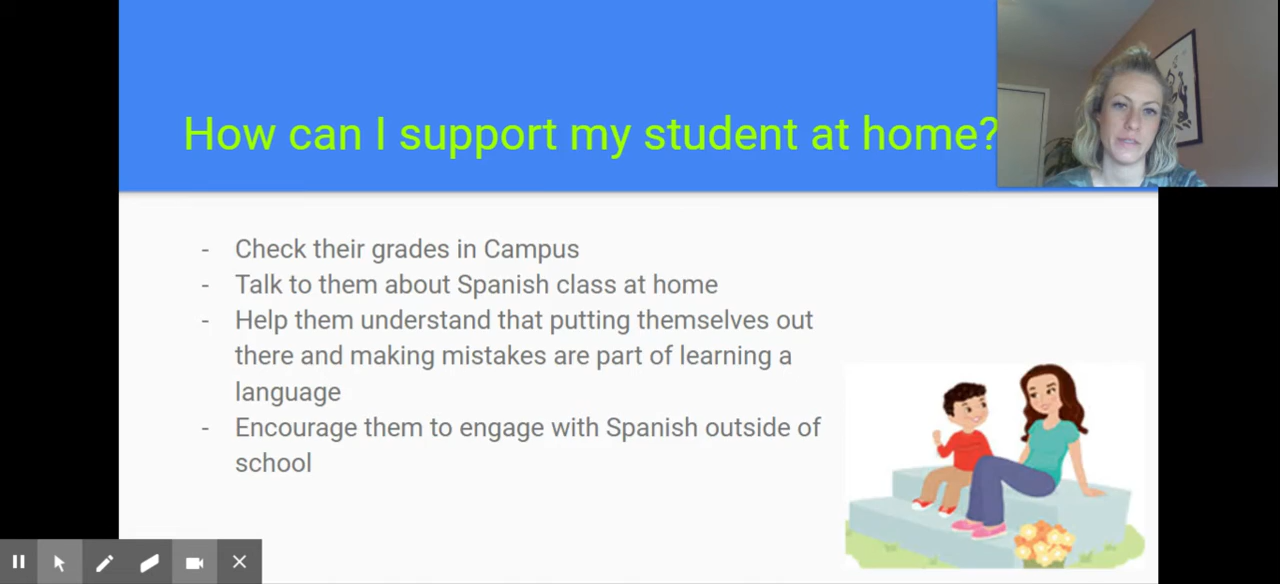 How can I support my student at home?
- Check their grades in Campus
- Talk to them about Spanish class at home
- Help them understand that putting themselves out
there and making mistakes are part of learning a
language
- Encourage them to engage with Spanish outside of
school